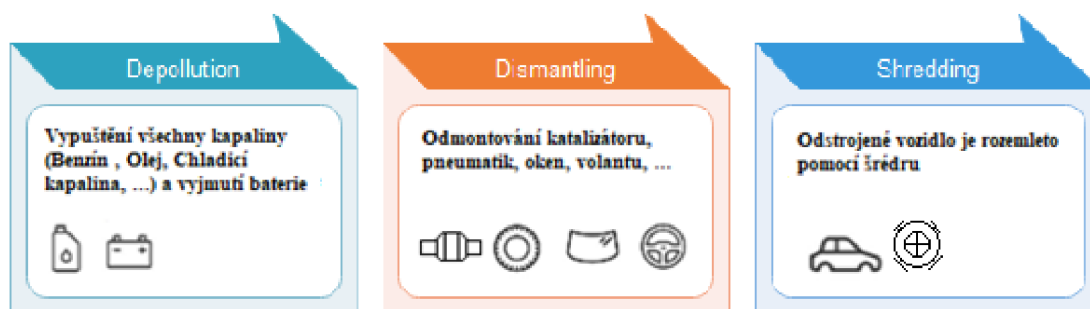 Depollution
Vypuštění všechny kapaliny
(Benzín , Olej, Chladící
kapalina, ...) a vyjmutí baterie
Dismantling
Odmontování katalizátoru,
pneumatik, oken, volantu, ...
Shredding
Odstrojené vozidlo je rozemleto
pomocí šrédru